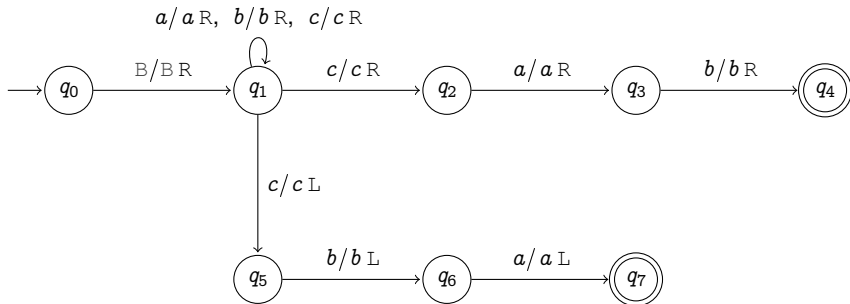 a/a R, b/b R, c/c R
q0 B/B R q1 c/c R q2 a/a R q3 b/b R q4
c/c L
q5 b/b L q6 a/a L q7